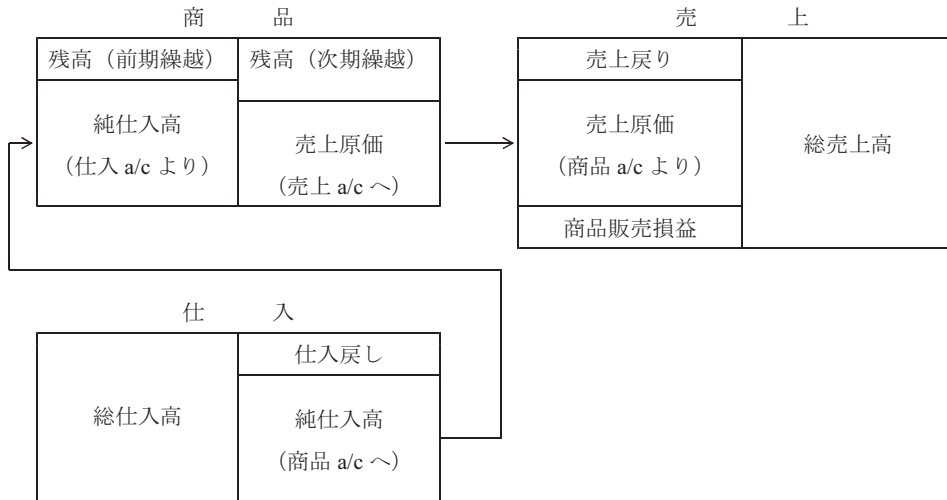 商　　品
残高（前期繰越）
残高（次期繰越）
純仕入高
（仕入 a/c より）
売上原価
（売上 a/c へ）
売　　上
売上戻り
売上原価
（商品 a/c より）
商品販売損益
総売上高
仕　　入
総仕入高
仕入戻し
純仕入高
（商品 a/c へ）